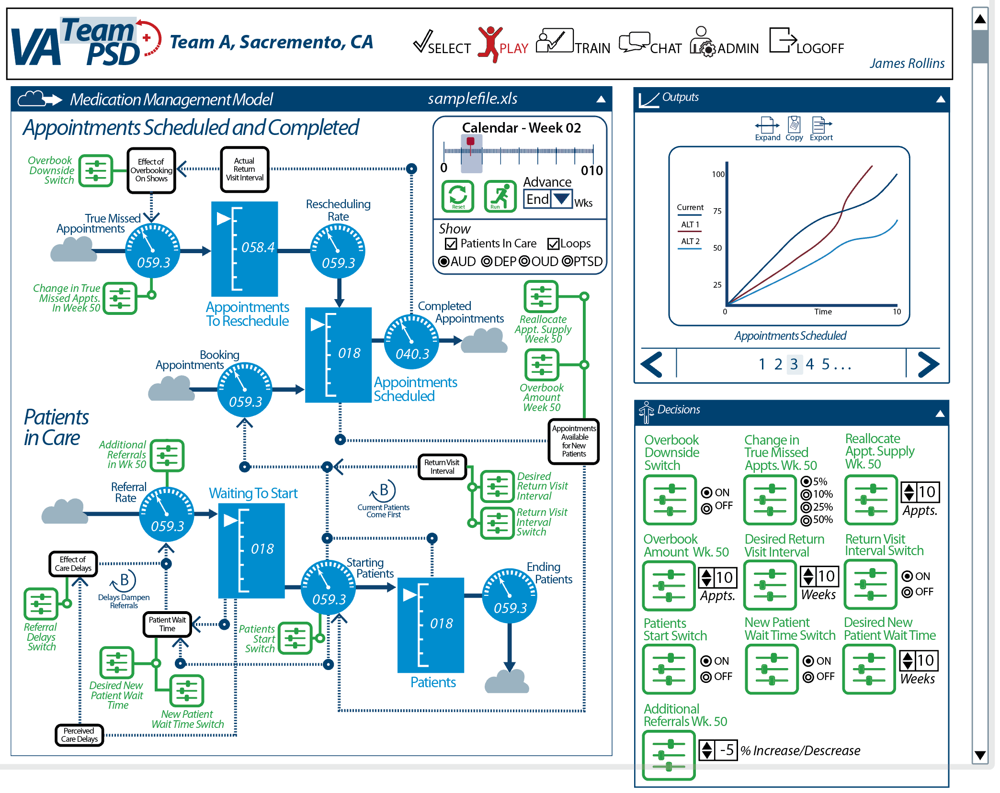 VA Team
PSD
+
Team A, Sacremento, CA
SELECT
PLAY
TRAIN
CHAT
ADMIN
LOGOFF
James Rollins
Medication Management Model
samplefile.xls
Appointments Scheduled and Completed
Calendar - Week 02
0
010
Reset
Run
Advance
End
Wks
Show
Patients In Care
Loops
AUD
DEP
OUD
PTSD
Overbook
Downside
Switch
Effect of
Overbooking
On Shows
Actual
Return
Visit Interval
True Missed
Appointments
059.3
058.4
Appointments
To Reschedule
Rescheduling
Rate
059.3
Change in True
Missed Appts.
In Week 50
018
Appointments
Scheduled
Completed
Appointments
040.3
Reallocate
Appt. Supply
Week 50
Overbook
Amount
Week 50
Booking
Appointments
059.3
Appointments
Available
for New
Patients
Patients
in Care
Additional
Referrals
in Wk 50
Referral
Rate
059.3
Waiting To Start
018
Return Visit
Interval
Desired
Return Visit
Interval
Return Visit
Interval
Switch
B
Current Patients
Come First
Effect of
Care Delays
B
Delays Dampen
Referrals
Referral
Delays
Switch
Patient Wait
Time
Starting
Patients
059.3
Patients
Start
Switch
018
Patients
Ending
Patients
059.3
Desired New
Patient Wait
Time
New Patient
Wait Time Switch
Perceived
Care Delays
Outputs
Expand
Copy
Export
100
75
50
25
Current
ALT 1
ALT 2
0
Time
10
Appointments Scheduled
1 2 3 4 5 . . .
Decisions
Overbook
Downside
Switch
ON
OFF
Change in
True Missed
Appts. Wk. 50
5%
10%
25%
50%
Reallocate
Appt. Supply
Wk. 50
10
Appts.
Overbook
Amount Wk. 50
10
Appts.
Desired Return
Visit Interval
10
Weeks
Return Visit
Interval Switch
ON
OFF
Patients
Start Switch
ON
OFF
New Patient
Wait Time Switch
ON
OFF
Desired New
Patient Wait Time
10
Weeks
Additional
Referrals Wk. 50
-5
% Increase/Descrease